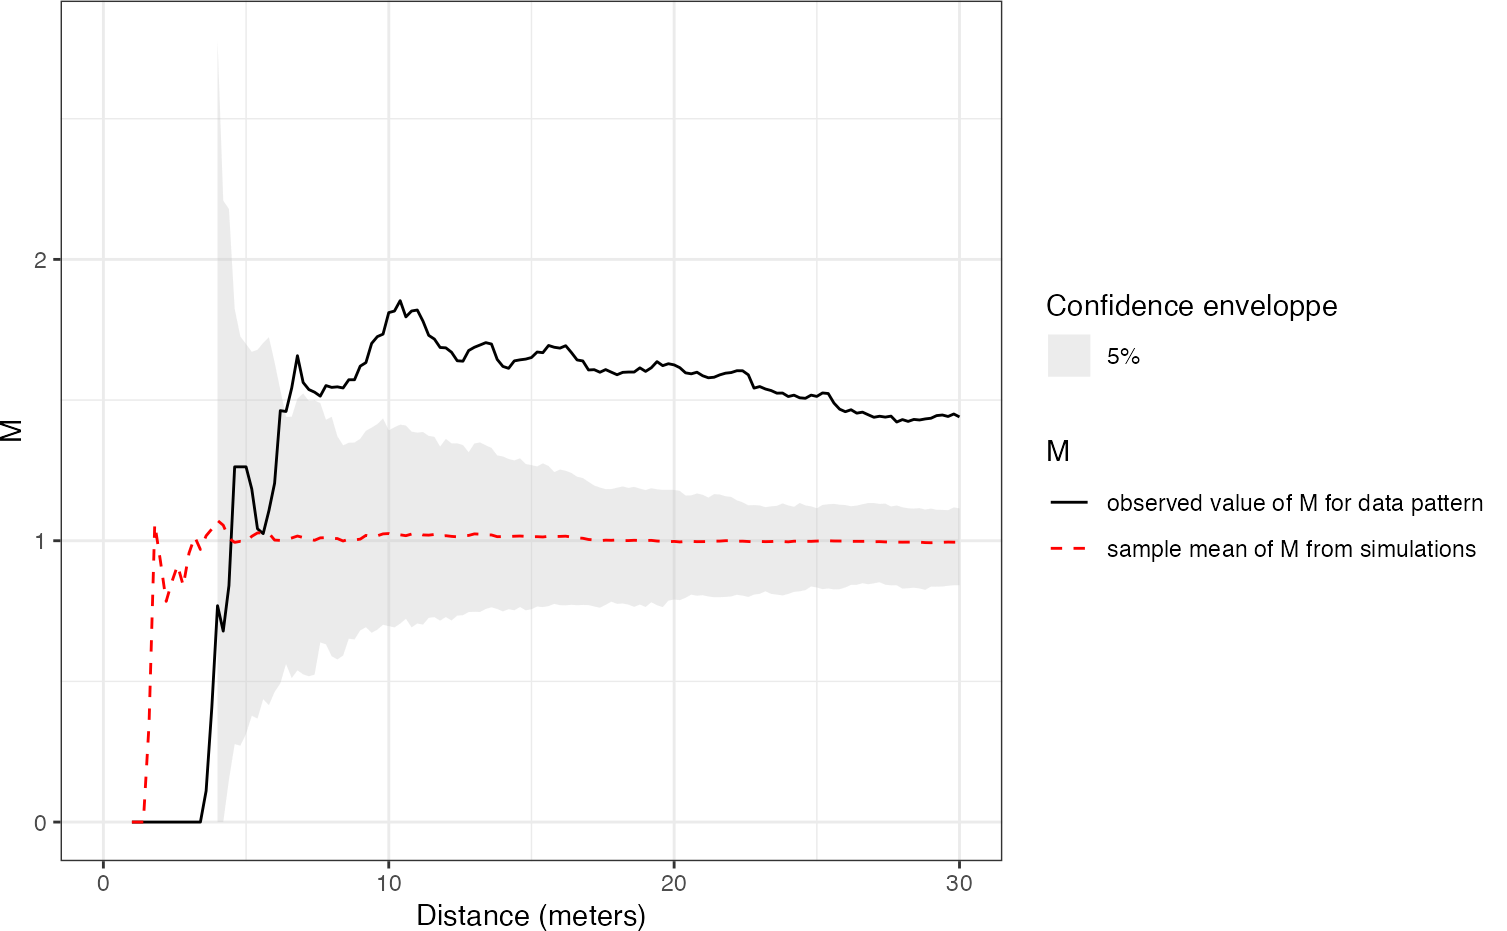 2
1
0
M
0
10
20
30
Distance (meters)
Confidence enveloppe
5%
M
observed value of M for data pattern
sample mean of M from simulations